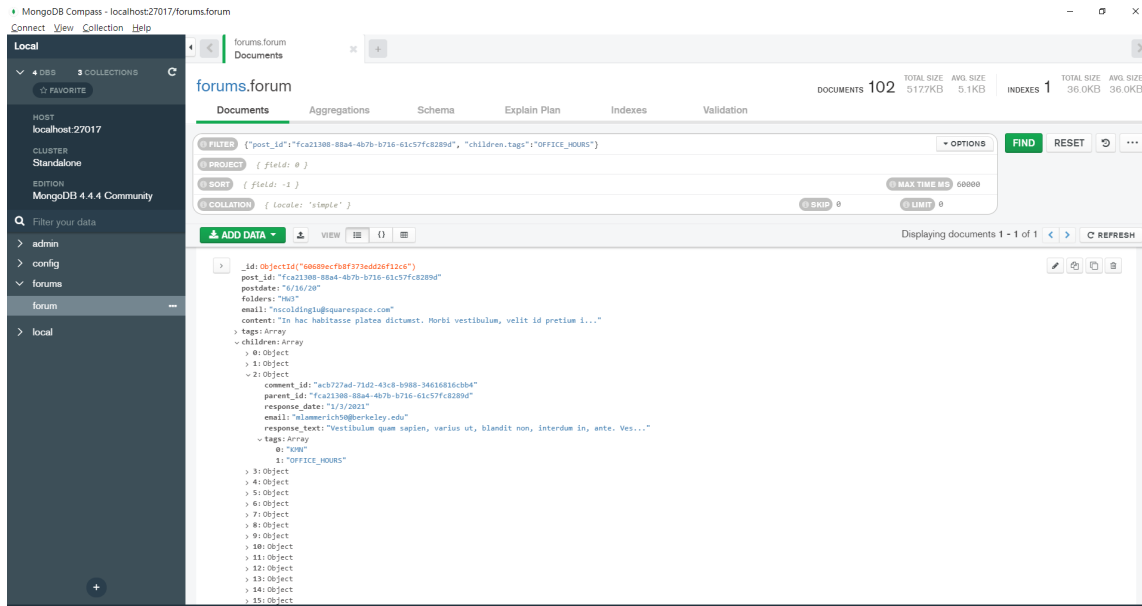 MongoDB Compass - localhost:27017/forums.forum
Connect View Collection Help
Local
forums.forum
Documents
4 DBS 3 COLLECTIONS
FAVORITE
HOST
localhost:27017
CLUSTER
Standalone
EDITION
MongoDB 4.4.4 Community
Filter your data
admin
config
forums
forum
local
forums.forum
DOCUMENTS 102 TOTAL SIZE 5177KB AVG. SIZE 5.1KB INDEXES 1 TOTAL SIZE 36.0KB AVG. SIZE 36.0KB
Documents Aggregations Schema Explain Plan Indexes Validation
FILTER {"post_id":"fca21308-88a4-4b7b-b716-61c57fc8289d", "children.tags":"OFFICE_HOURS"} OPTIONS FIND RESET
PROJECT { field: 0 }
SORT { field: -1 } MAX TIME MS 60000
COLLATION { locale: 'simple' } SKIP 0 LIMIT 0
ADD DATA VIEW {} Displaying documents 1 - 1 of 1 REFRESH
_id: ObjectId("60689ecfb8f373edd26f12c6")
post_id: "fca21308-88a4-4b7b-b716-61c57fc8289d"
postdate: "6/16/20"
folders: "HW3"
email: "nscolding1u@squarespace.com"
content: "In hac habitasse platea dictumst. Morbi vestibulum, velit id pretium i..."
tags: Array
children: Array
0: Object
1: Object
2: Object
comment_id: "acb727ad-71d2-43c8-b988-34616816cbb4"
parent_id: "fca21308-88a4-4b7b-b716-61c57fc8289d"
response_date: "1/3/2021"
email: "mlammerich50@berkeley.edu"
response_text: "Vestibulum quam sapien, varius ut, blandit non, interdum in, ante. Ves..."
tags: Array
0: "KMN"
1: "OFFICE_HOURS"
3: Object
4: Object
5: Object
6: Object
7: Object
8: Object
9: Object
10: Object
11: Object
12: Object
13: Object
14: Object
15: Object